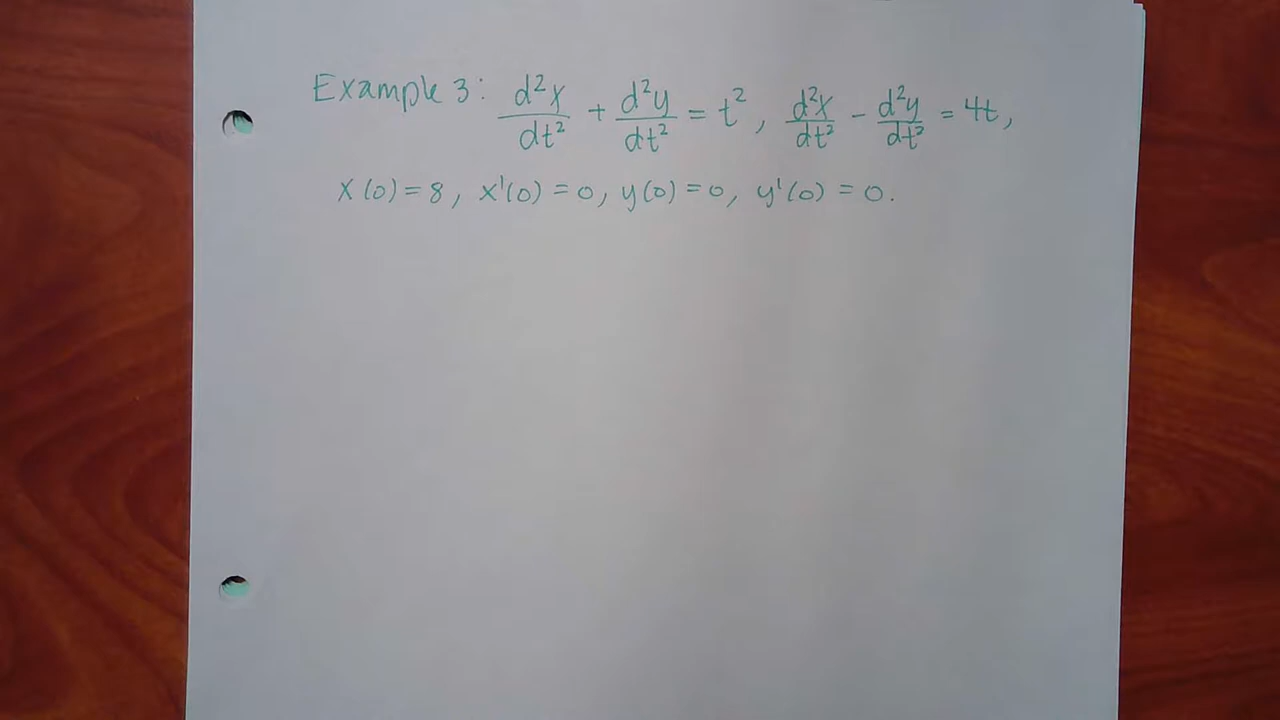 Example 3: d²x/dt² + d²y/dt² = t², d²x/dt² - d²y/dt² = 4t,
x(0) = 8, x'(0) = 0, y(0) = 0, y'(0) = 0.